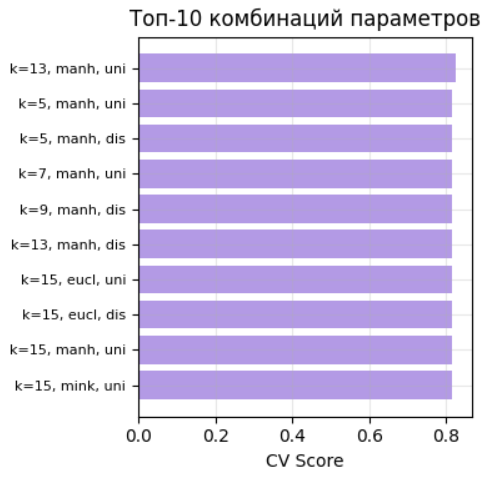 Топ-10 комбинаций параметров
k=13, manh, uni
k=5, manh, uni
k=5, manh, dis
k=7, manh, uni
k=9, manh, dis
k=13, manh, dis
k=15, eucl, uni
k=15, eucl, dis
k=15, manh, uni
k=15, mink, uni
0.0 0.2 0.4 0.6 0.8
CV Score